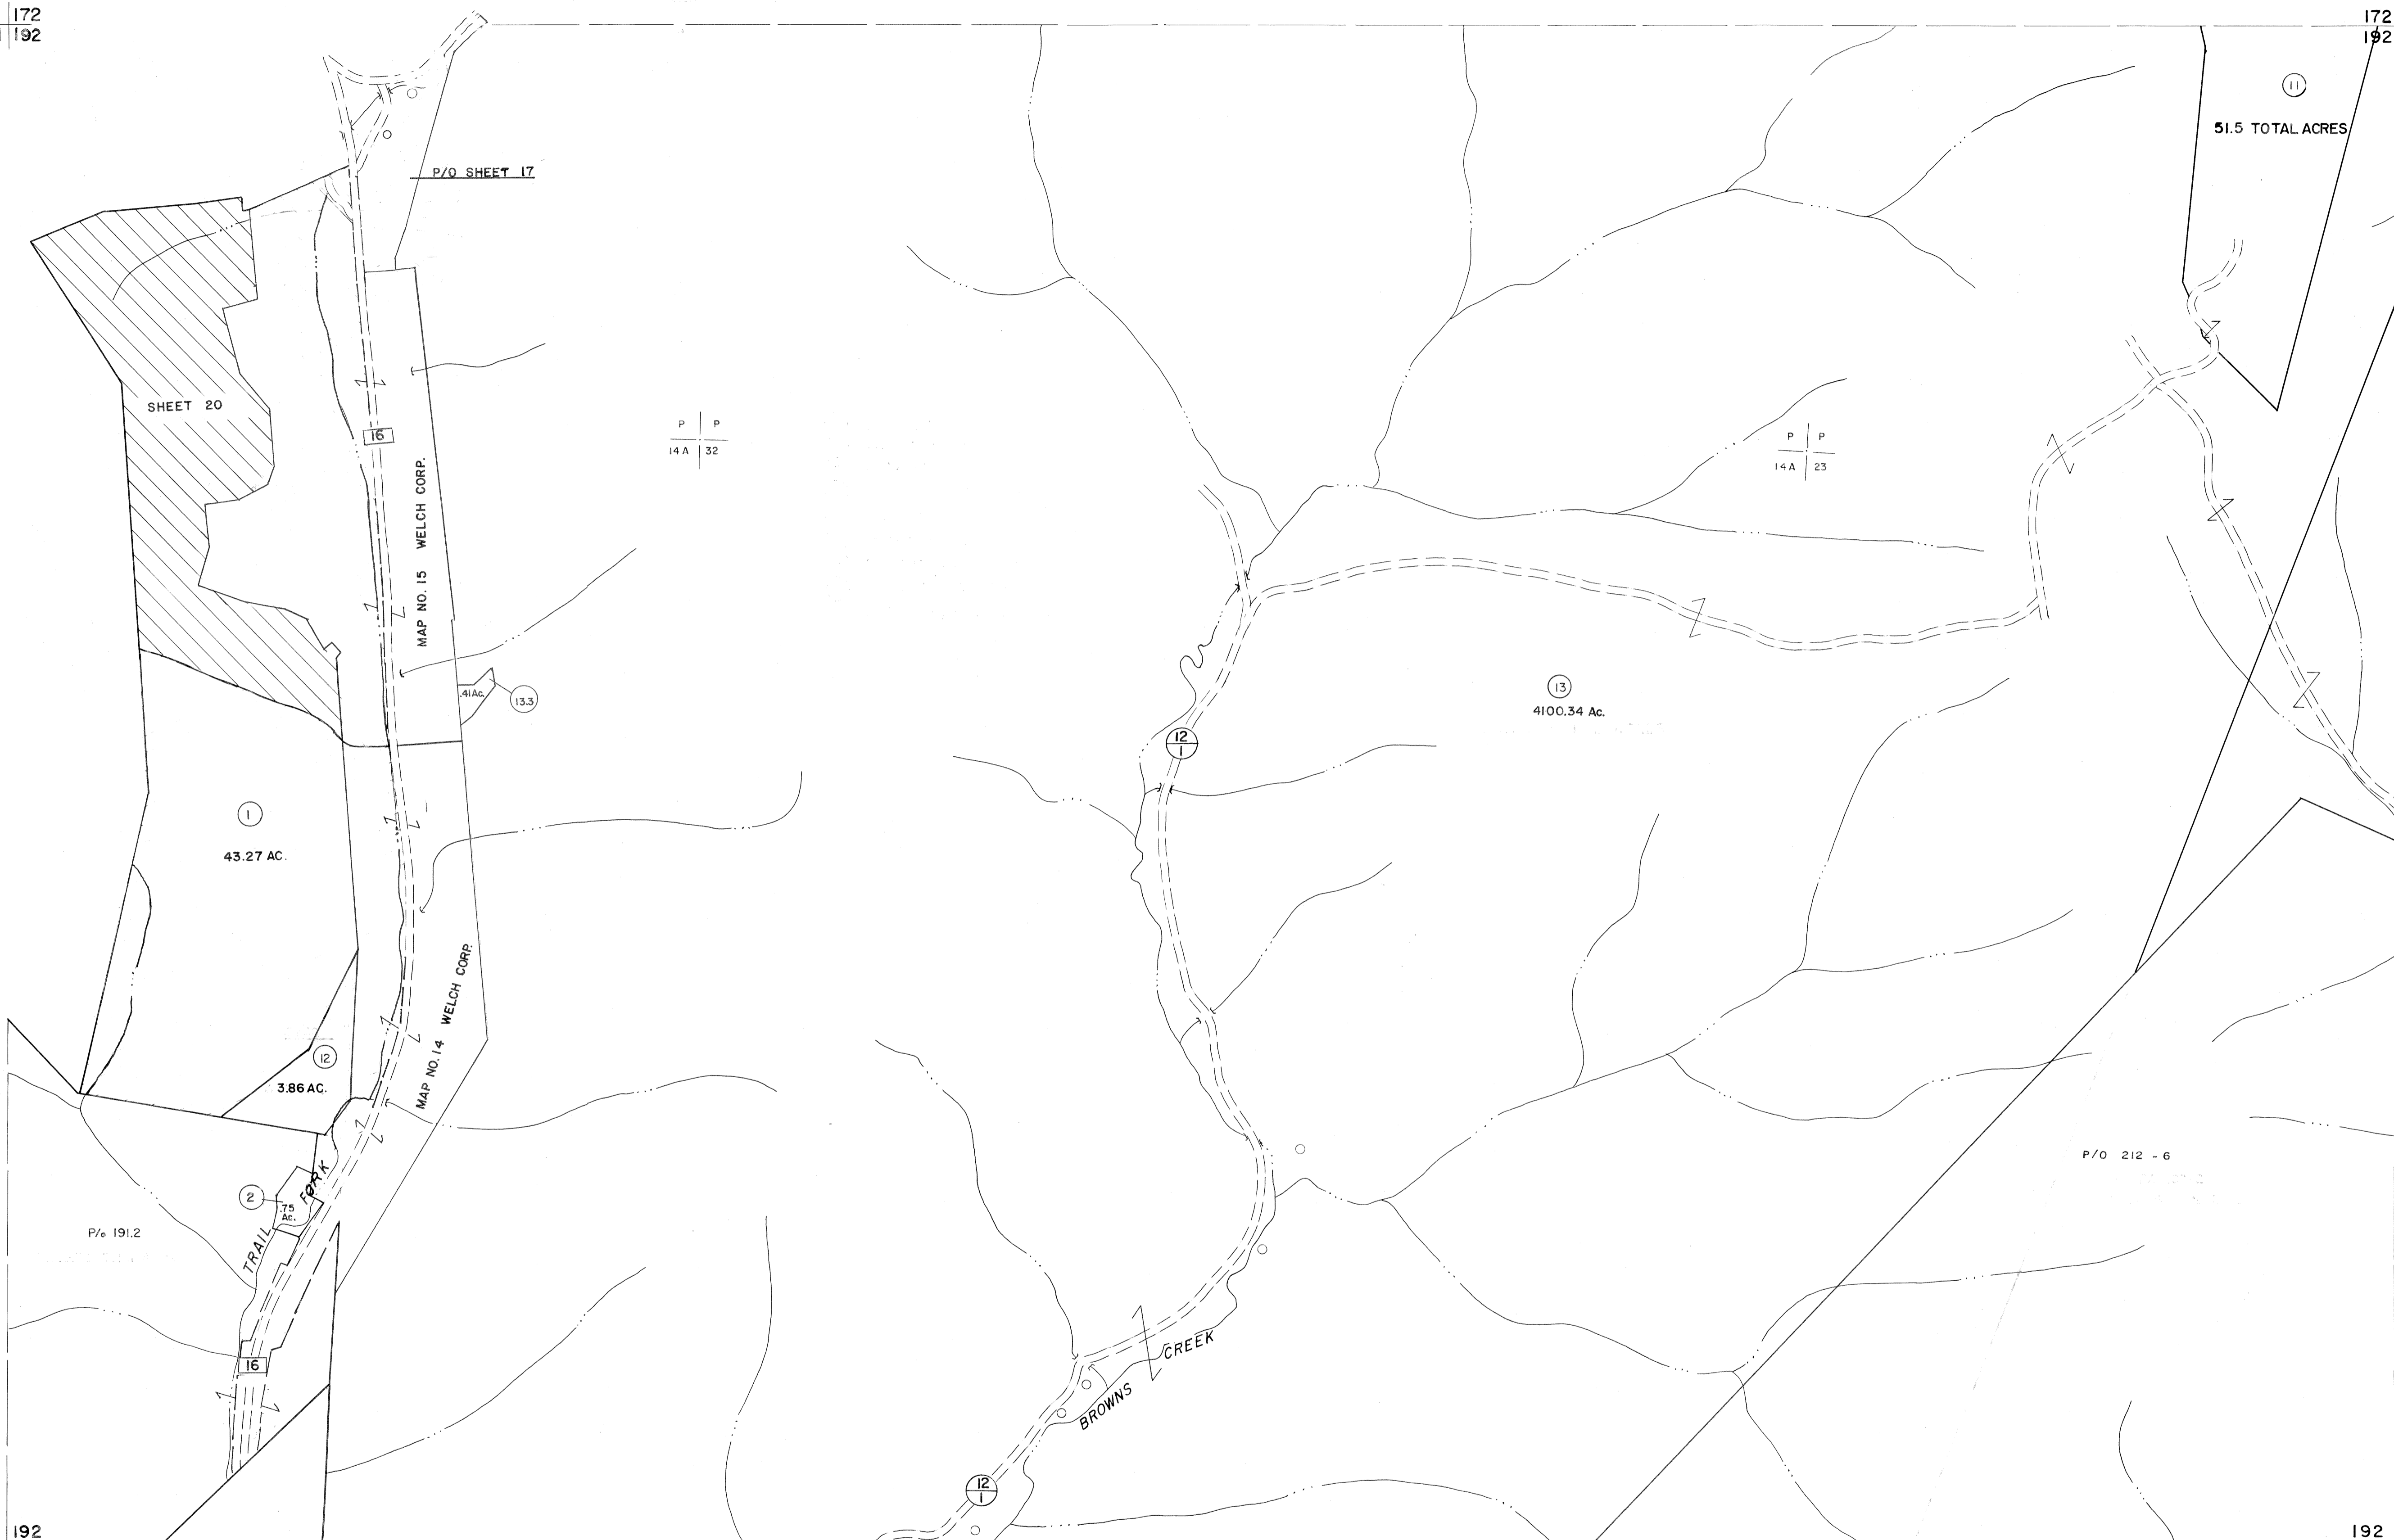 172
192
172
192
11
51.5 TOTAL ACRES
P/O SHEET 17
SHEET 20
16
P P
14A 32
P P
14A 23
MAP NO. 15 WELCH CORP.
.41Ac.
13.3
13
4100.34 Ac.
12
1
1
43.27 AC.
MAP NO. 14 WELCH CORP.
12
3.86 AC.
2
.75
Ac.
TRAIL FORK
P/o 191.2
P/O 212 - 6
16
BROWNS CREEK
12
1
192
192